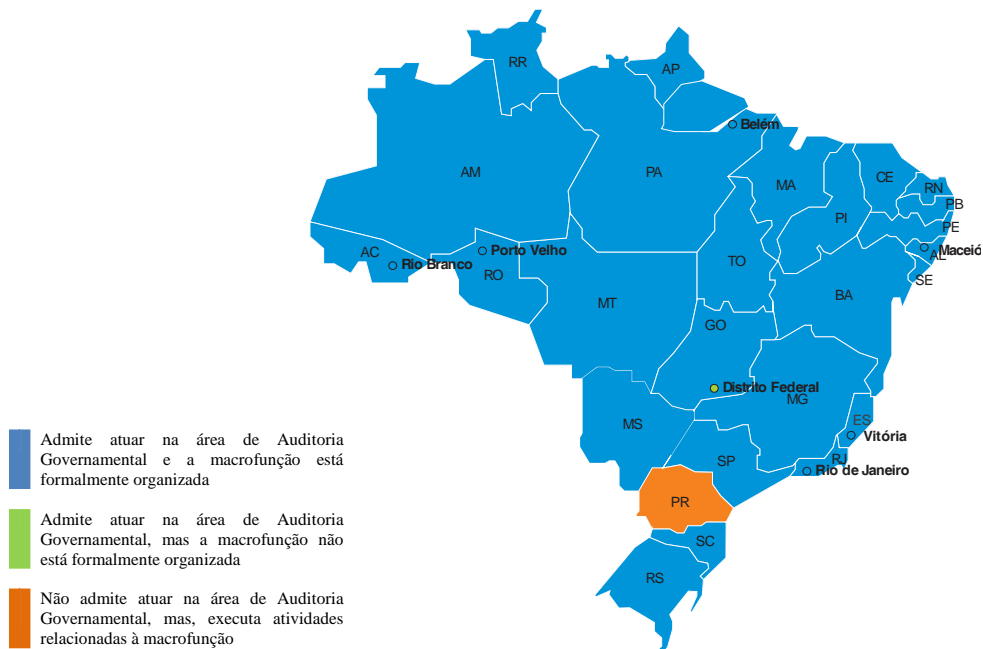 RR
AP
Belém
AM
PA
MA
CE
RN
PB
PI
PE
Maceió
AL
AC
Porto Velho
Rio Branco
RO
TO
SE
MT
BA
GO
Distrito Federal
MG
MS
ES
Vitória
SP
RJ
Rio de Janeiro
PR
SC
RS
Admite atuar na área de Auditoria
Governamental e a macrofunção está
formalmente organizada
Admite atuar na área de Auditoria
Governamental, mas a macrofunção não
está formalmente organizada
Não admite atuar na área de Auditoria
Governamental, mas, executa atividades
relacionadas à macrofunção